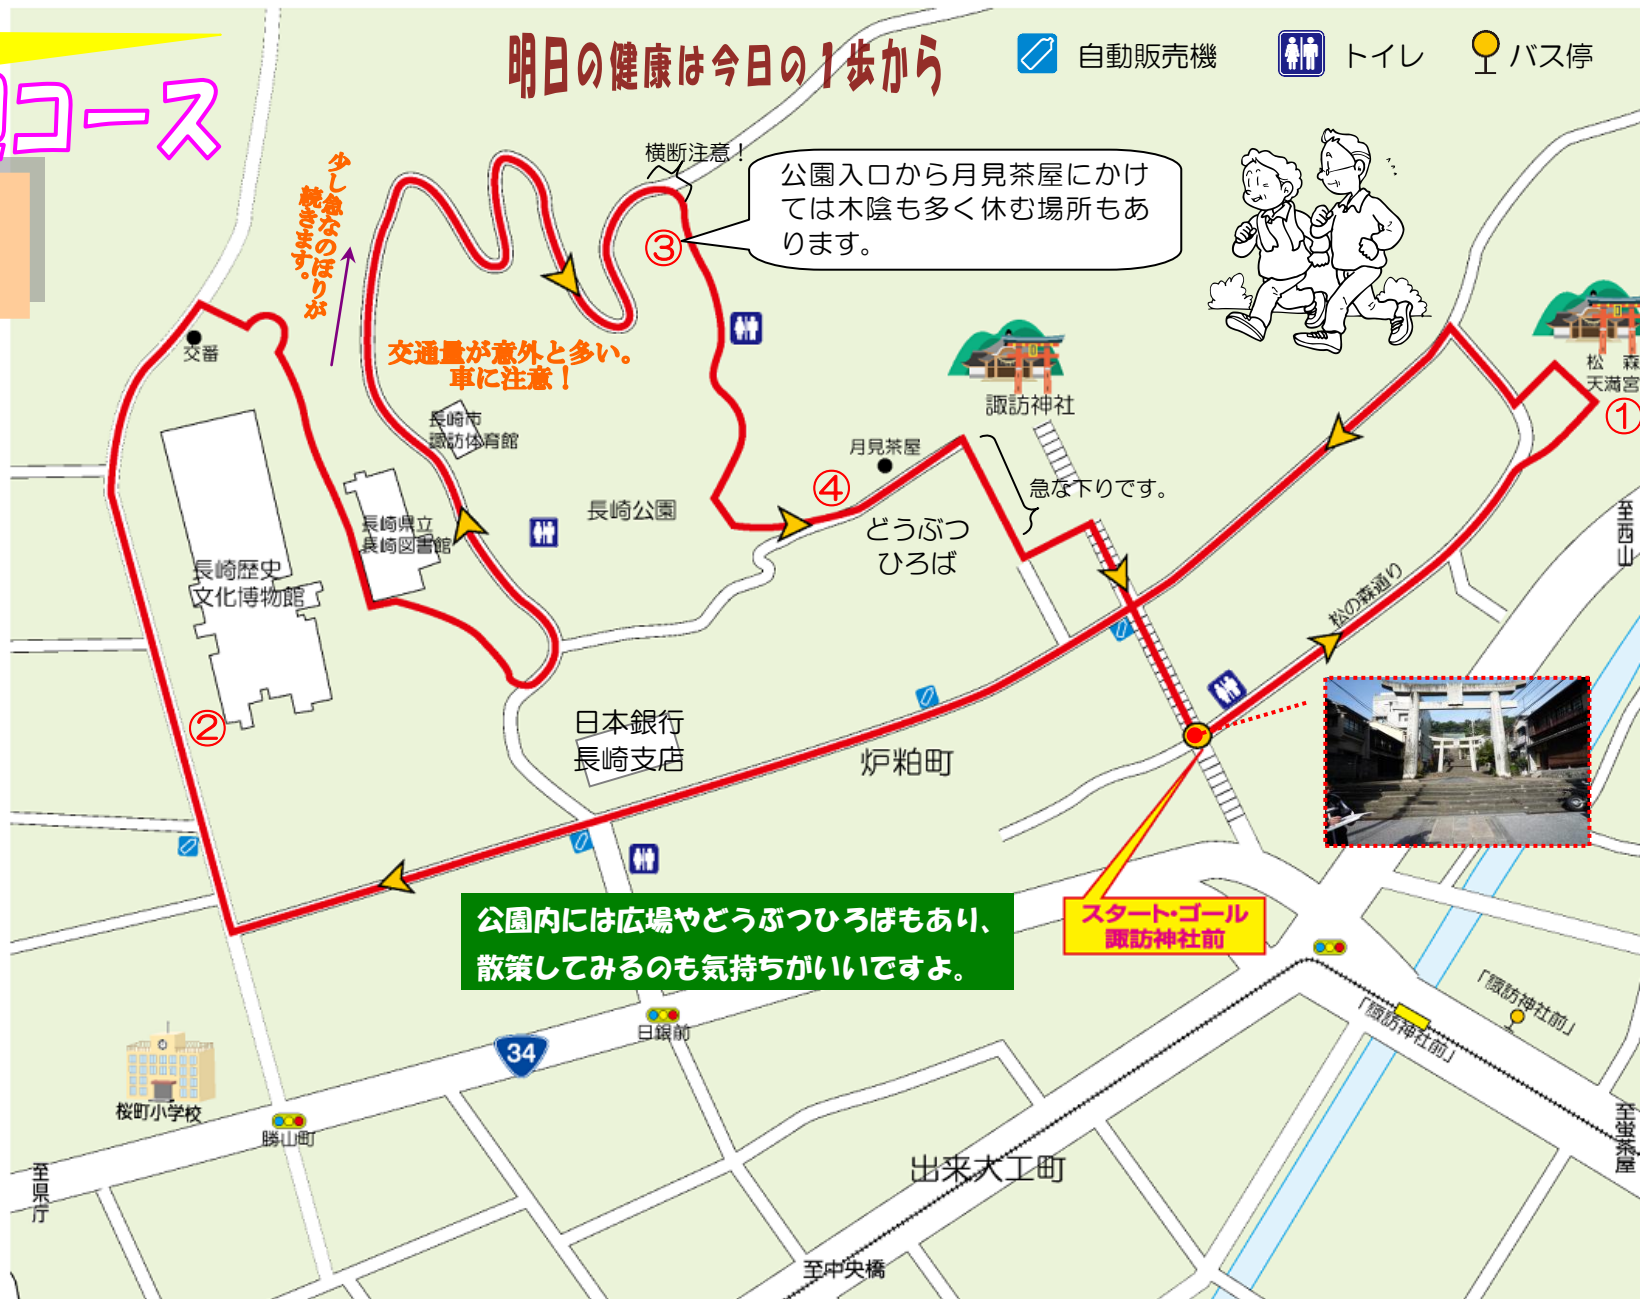 コース
明日の健康は今日の1歩から
自動販売機
トイレ
バス停
横断注意！
公園入口から月見茶屋にかけ
ては木陰も多く休む場所もあ
ります。
少し急なのぼりが
続きます。
③
交番
交通量が意外と多い。
車に注意！
長崎市
諏訪体育館
諏訪神社
松森
天満宮
①
月見茶屋
④
急な下りです。
長崎公園
どうぶつ
ひろば
長崎県立
長崎図書館
長崎歴史
文化博物館
至西山
松の森通り
②
日本銀行
長崎支店
炉粕町
公園内には広場やどうぶつひろばもあり、
散策してみるのも気持ちがいいですよ。
スタート・ゴール
諏訪神社前
「諏訪神社前」
「諏訪神社前」
日銀前
34
桜町小学校
勝山町
至県庁
出来大工町
至蛍茶屋
至中央橋